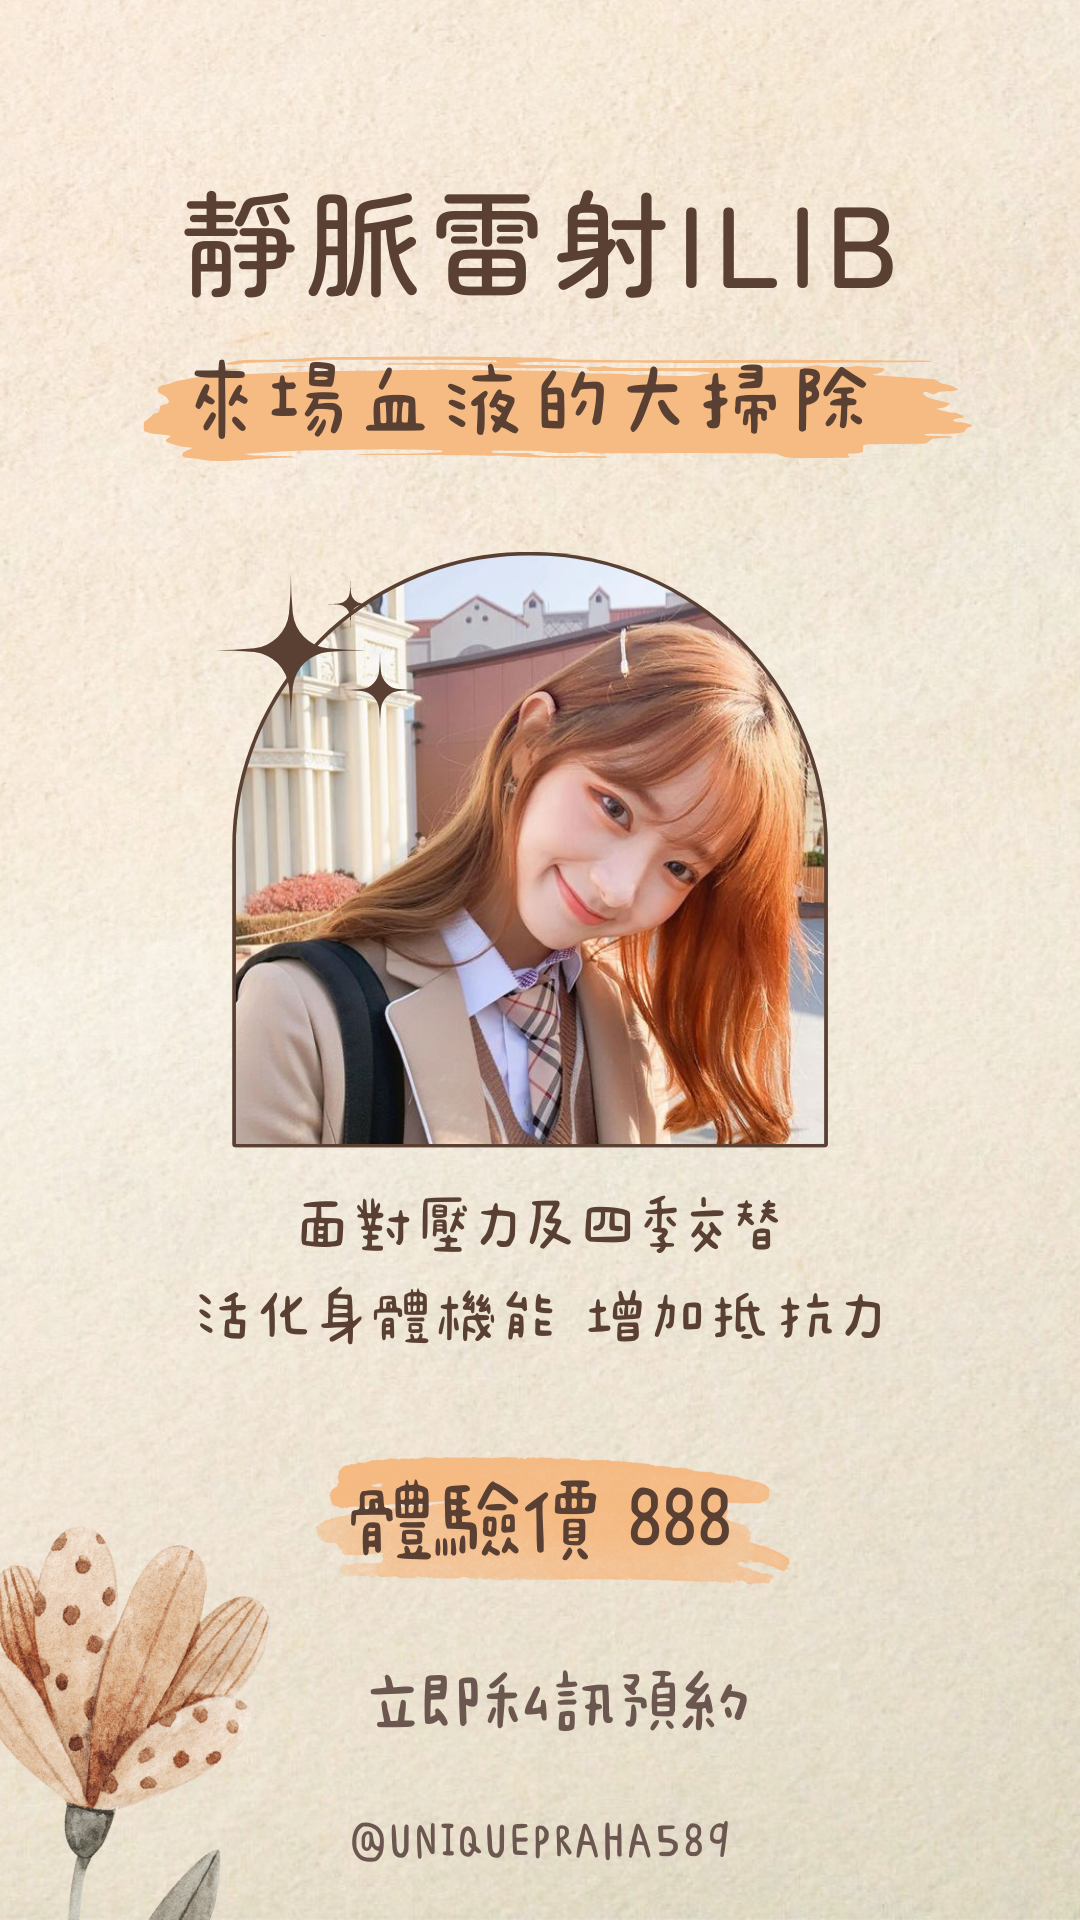 靜脈雷射ILIB
來場血液的大掃除
面對壓力及四季交替
活化身體機能 增加抵抗力
體驗價 888
立即私訊預約
@UNIQUEPRAHA589